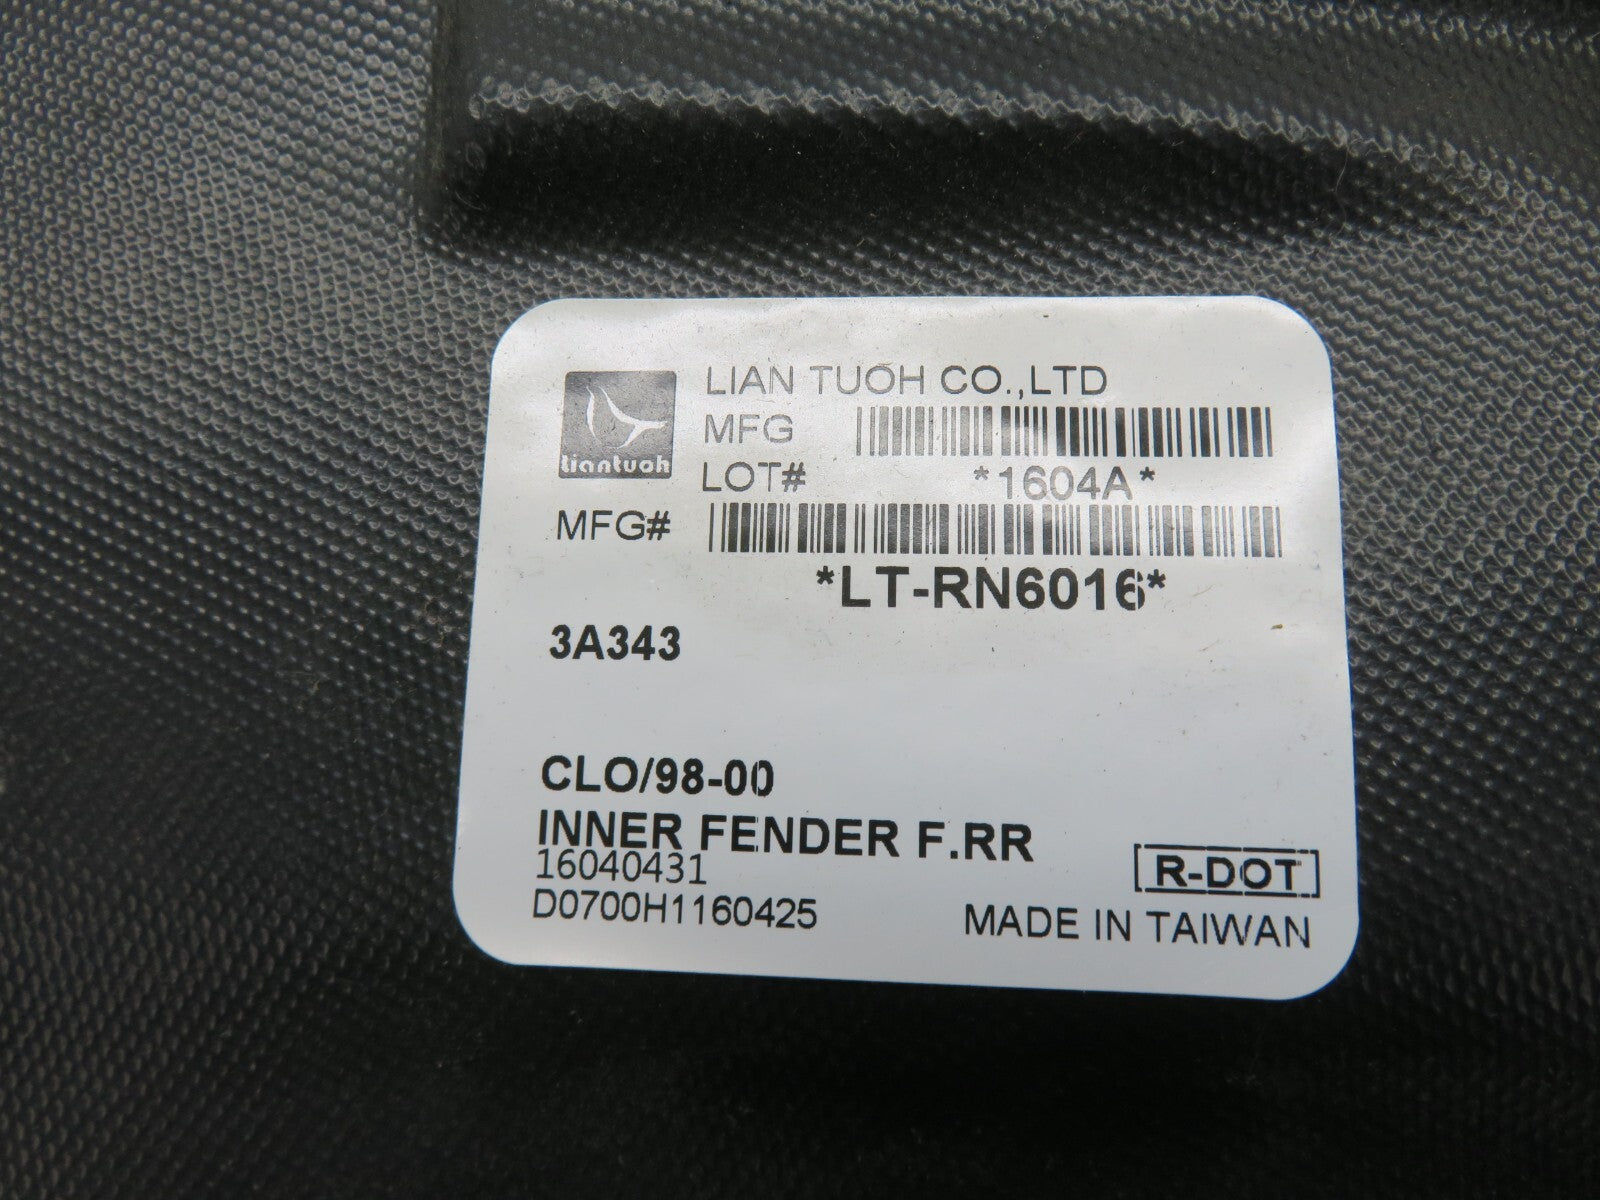 LIAN TUOH CO.,LTD
liantuoh
MFG
LOT#
*1604A*
MFG#
*LT-RN6016*
3A343
CLO/98-00
INNER FENDER F.RR
16040431
R-DOT
D0700H1160425
MADE IN TAIWAN